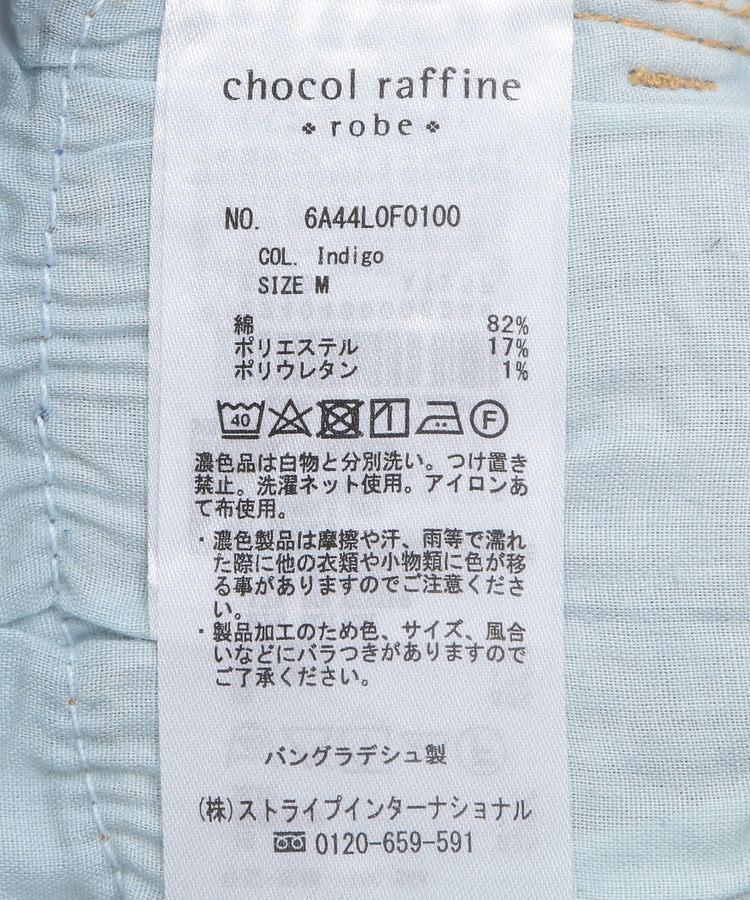 chocol raffine
robe
NO. 6A44L0F0100
COL. Indigo
SIZE M
綿 82%
ポリエステル 17%
ポリウレタン 1%
40 F
濃色品は白物と分別洗い。つけ置き
禁止。洗濯ネット使用。アイロンあ
て布使用。
・濃色製品は摩擦や汗、雨等で濡れ
た際に他の衣類や小物類に色が移
る事がありますのでご注意くださ
い。
・製品加工のため色、サイズ、風合
いなどにバラつきがありますので
ご了承ください。
バングラデシュ製
(株)ストライプインターナショナル
0120-659-591